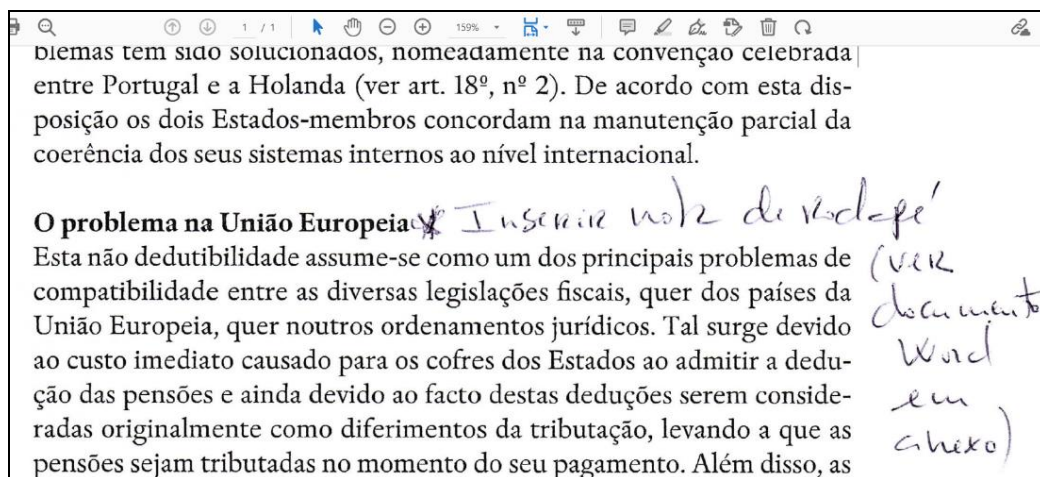 1 / 1
159%
blemas têm sido solucionados, nomeadamente na convenção celebrada
entre Portugal e a Holanda (ver art. 18º, nº 2). De acordo com esta dis-
posição os dois Estados-membros concordam na manutenção parcial da
coerência dos seus sistemas internos ao nível internacional.
O problema na União Europeia * Inserir nota de Rodapé
(ver
documento
Word
em
anexo)
Esta não dedutibilidade assume-se como um dos principais problemas de
compatibilidade entre as diversas legislações fiscais, quer dos países da
União Europeia, quer noutros ordenamentos jurídicos. Tal surge devido
ao custo imediato causado para os cofres dos Estados ao admitir a dedu-
ção das pensões e ainda devido ao facto destas deduções serem conside-
radas originalmente como diferimentos da tributação, levando a que as
pensões sejam tributadas no momento do seu pagamento. Além disso, as